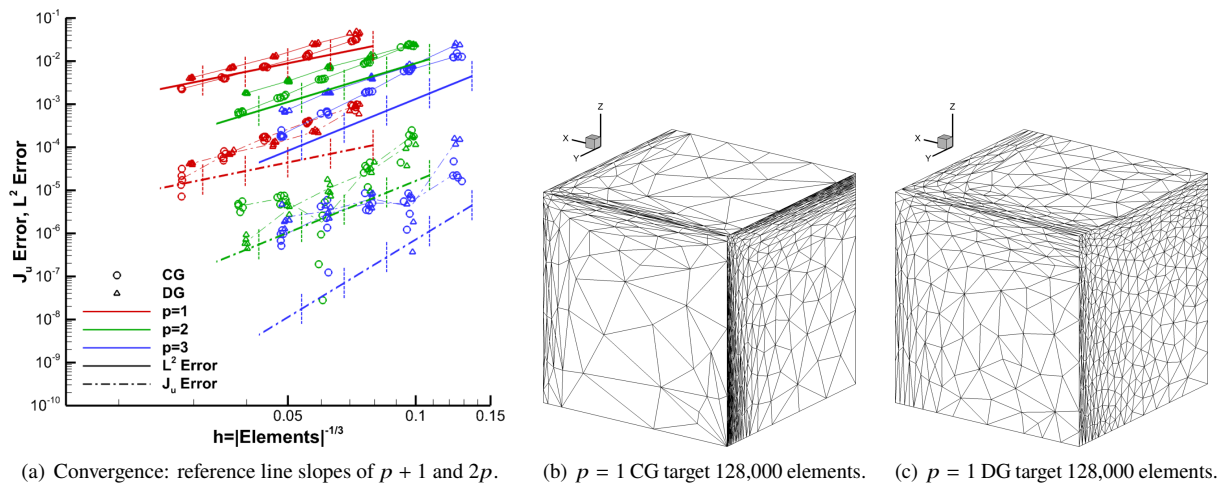 10⁻¹
10⁻²
10⁻³
10⁻⁴
10⁻⁵
10⁻⁶
10⁻⁷
10⁻⁸
10⁻⁹
10⁻¹⁰
J_u Error, L² Error
CG
DG
p=1
p=2
p=3
L² Error
J_u Error
0.05
0.1
0.15
h=|Elements|^(-1/3)
X
Y
Z
X
Y
Z
(a) Convergence: reference line slopes of p + 1 and 2p.
(b) p = 1 CG target 128,000 elements.
(c) p = 1 DG target 128,000 elements.